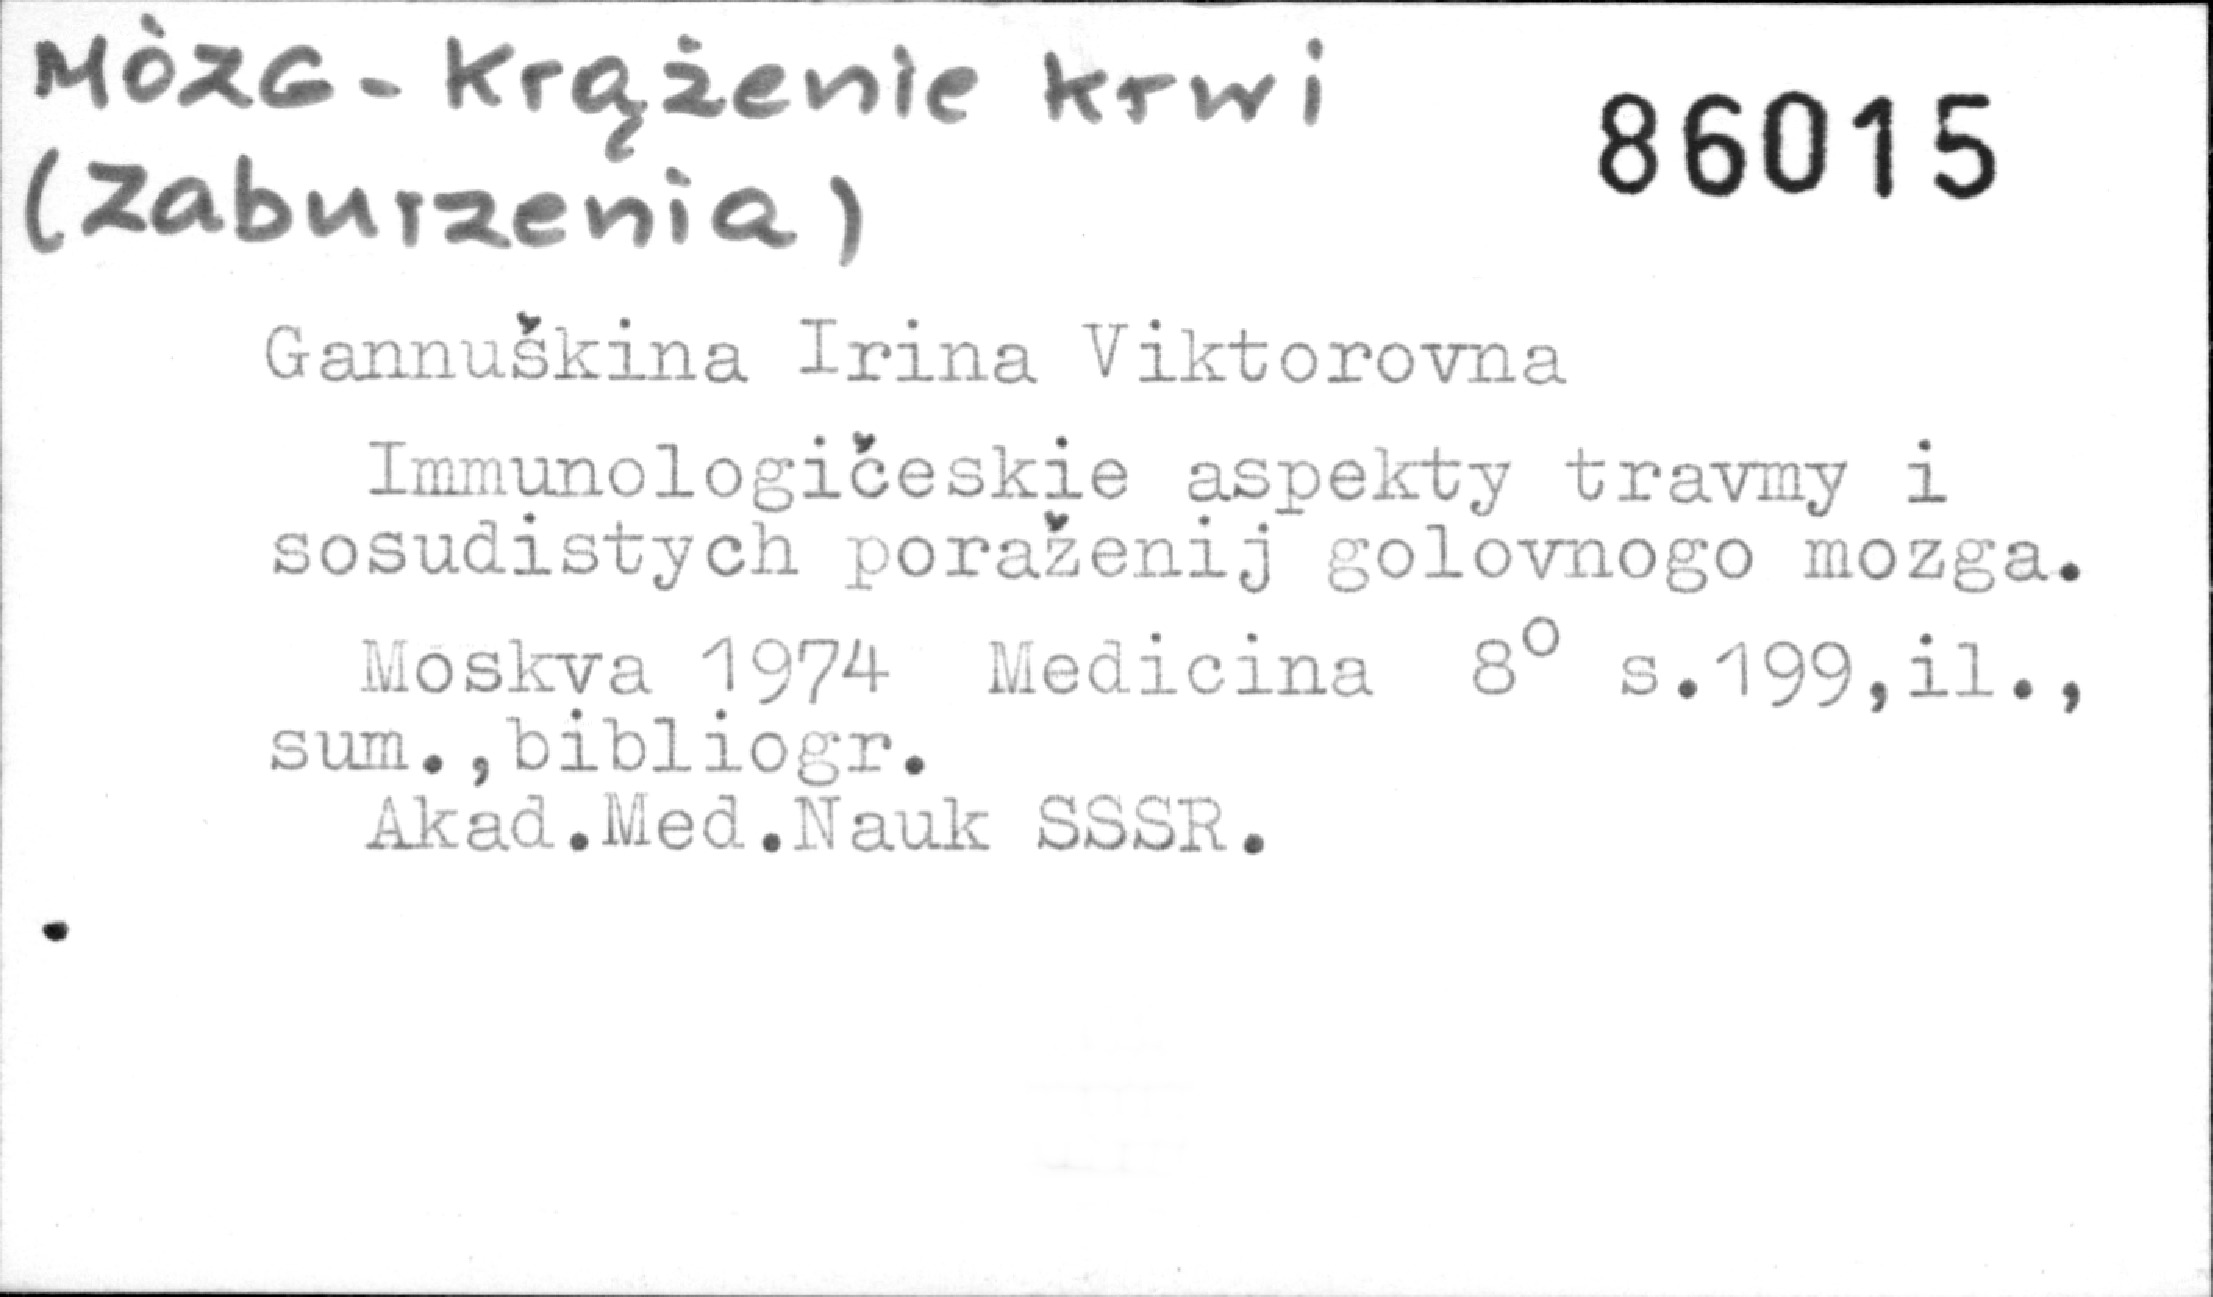 MÓZG - Krążenie krwi
(Zaburzenia)
86015
Gannuškina Irina Viktorovna
Immunologičeskie aspekty travmy i
sosudistych poraženij golovnogo mozga.
Moskva 1974 Medicina 8° s.199,il.,
sum.,bibliogr.
Akad.Med.Nauk SSSR.